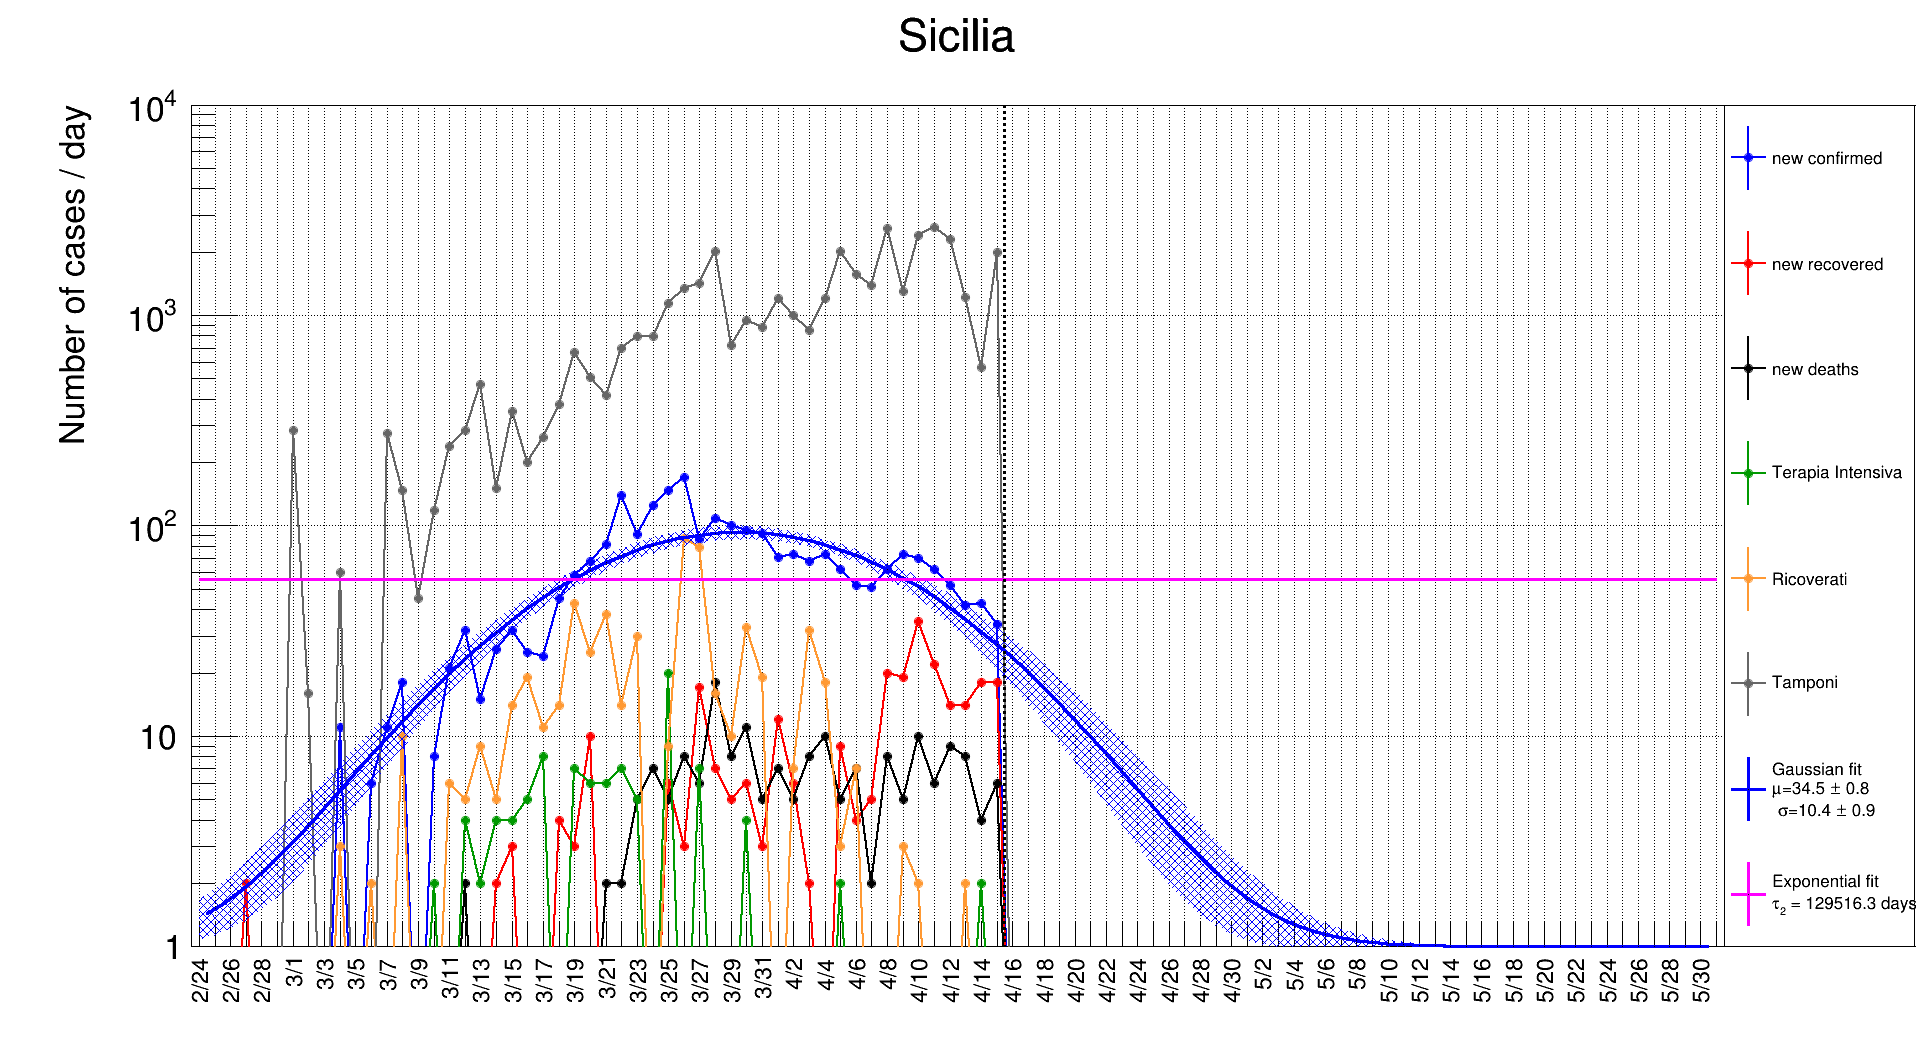 Sicilia
Number of cases / day
10^4
10^3
10^2
10
1
2/24 2/26 2/28 3/1 3/3 3/5 3/7 3/9 3/11 3/13 3/15 3/17 3/19 3/21 3/23 3/25 3/27 3/29 3/31 4/2 4/4 4/6 4/8 4/10 4/12 4/14 4/16 4/18 4/20 4/22 4/24 4/26 4/28 4/30 5/2 5/4 5/6 5/8 5/10 5/12 5/14 5/16 5/18 5/20 5/22 5/24 5/26 5/28 5/30
new confirmed
new recovered
new deaths
Terapia Intensiva
Ricoverati
Tamponi
Gaussian fit
μ=34.5 ± 0.8
σ=10.4 ± 0.9
Exponential fit
τ_2 = 129516.3 days